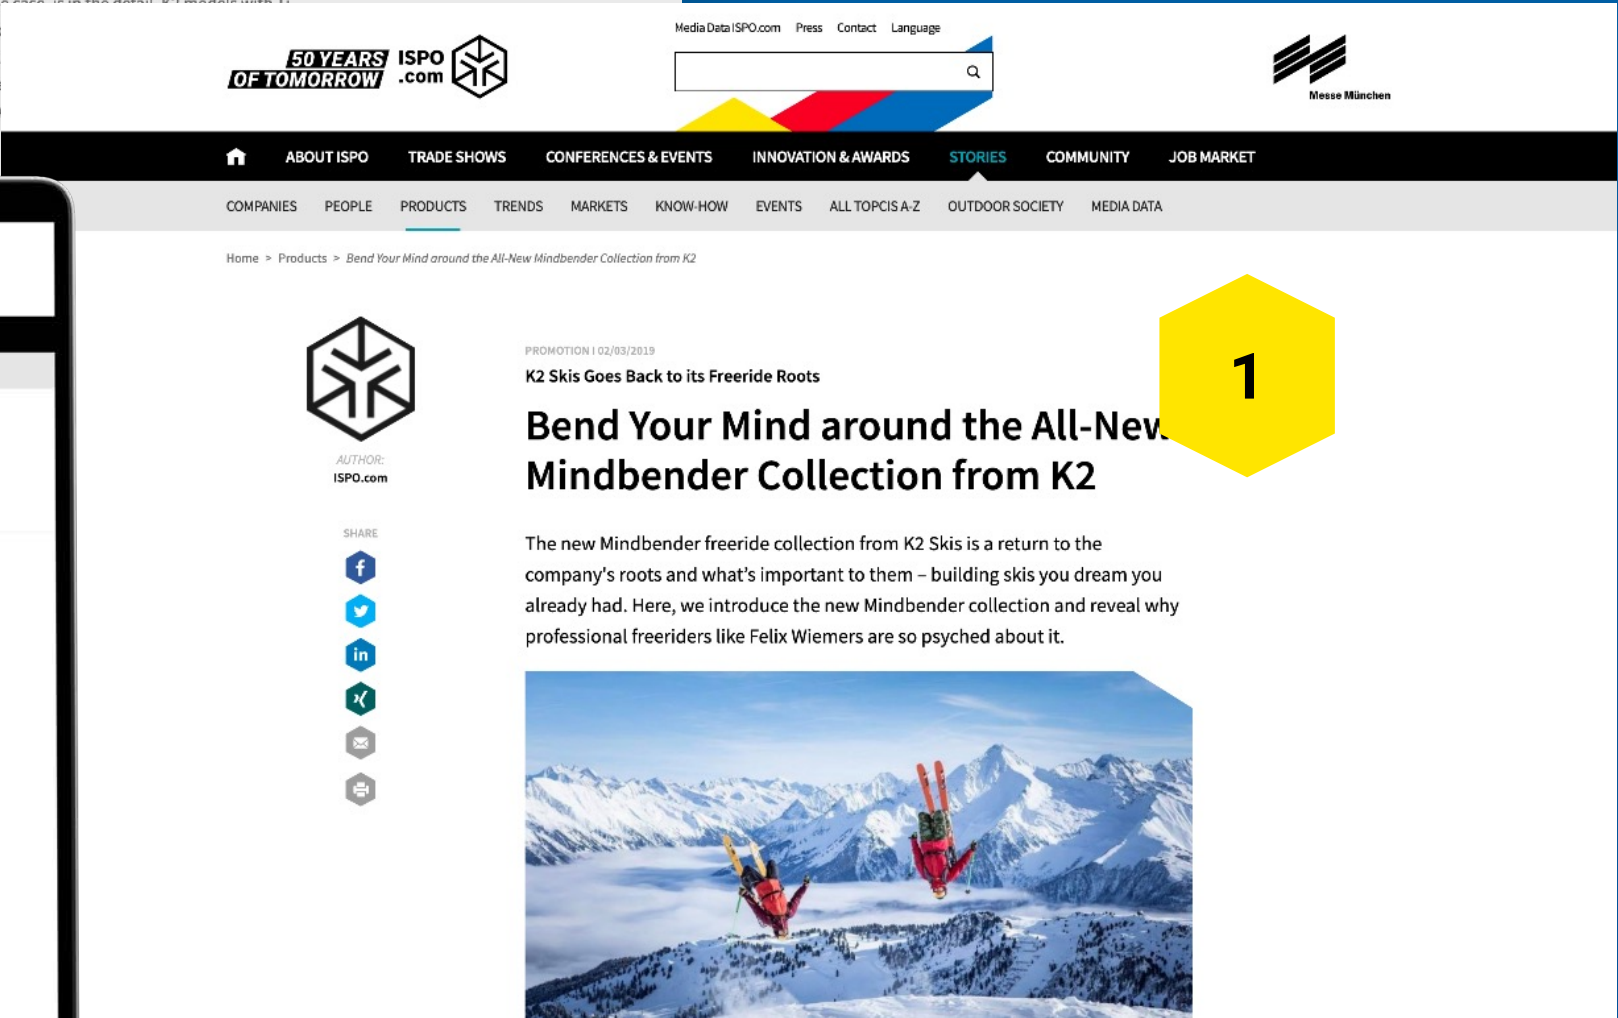 50 YEARS
OF TOMORROW
ISPO
.com
Media Data ISPO.com Press Contact Language
Messe München
ABOUT ISPO TRADE SHOWS CONFERENCES & EVENTS INNOVATION & AWARDS STORIES COMMUNITY JOB MARKET
COMPANIES PEOPLE PRODUCTS TRENDS MARKETS KNOW-HOW EVENTS ALL TOPCIS A-Z OUTDOOR SOCIETY MEDIA DATA
Home > Products > Bend Your Mind around the All-New Mindbender Collection from K2
AUTHOR:
ISPO.com
SHARE
f
in
PROMOTION I 02/03/2019
K2 Skis Goes Back to its Freeride Roots
Bend Your Mind around the All-New
Mindbender Collection from K2
1
The new Mindbender freeride collection from K2 Skis is a return to the
company's roots and what's important to them – building skis you dream you
already had. Here, we introduce the new Mindbender collection and reveal why
professional freeriders like Felix Wiemers are so psyched about it.